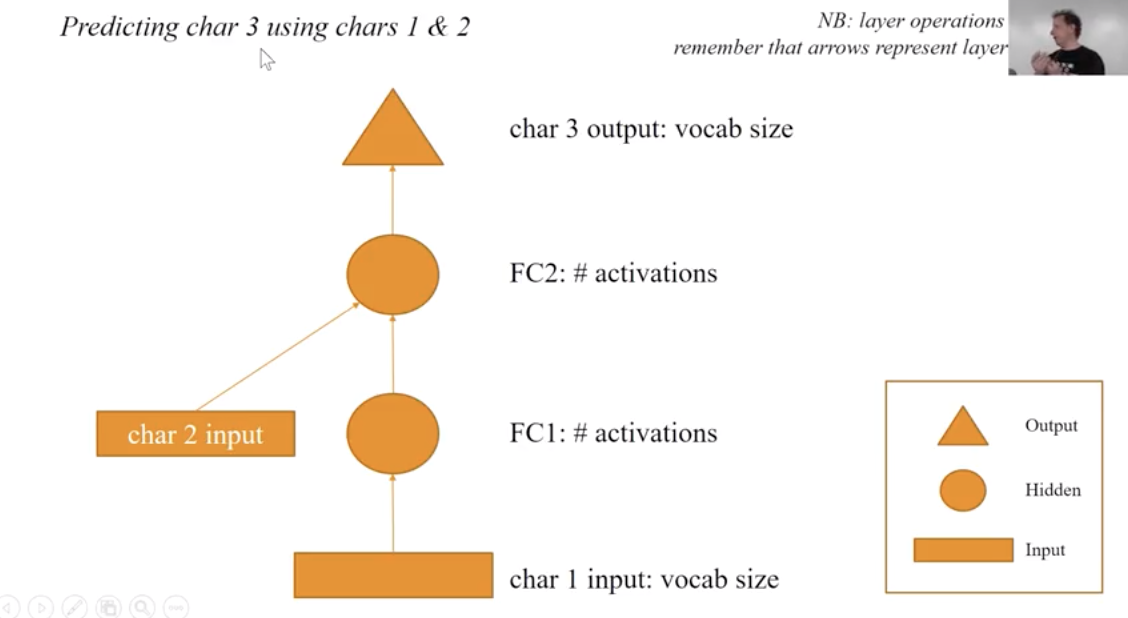 Predicting char 3 using chars 1 & 2
NB: layer operations
remember that arrows represent layer
char 3 output: vocab size
FC2: # activations
char 2 input
FC1: # activations
char 1 input: vocab size
Output
Hidden
Input